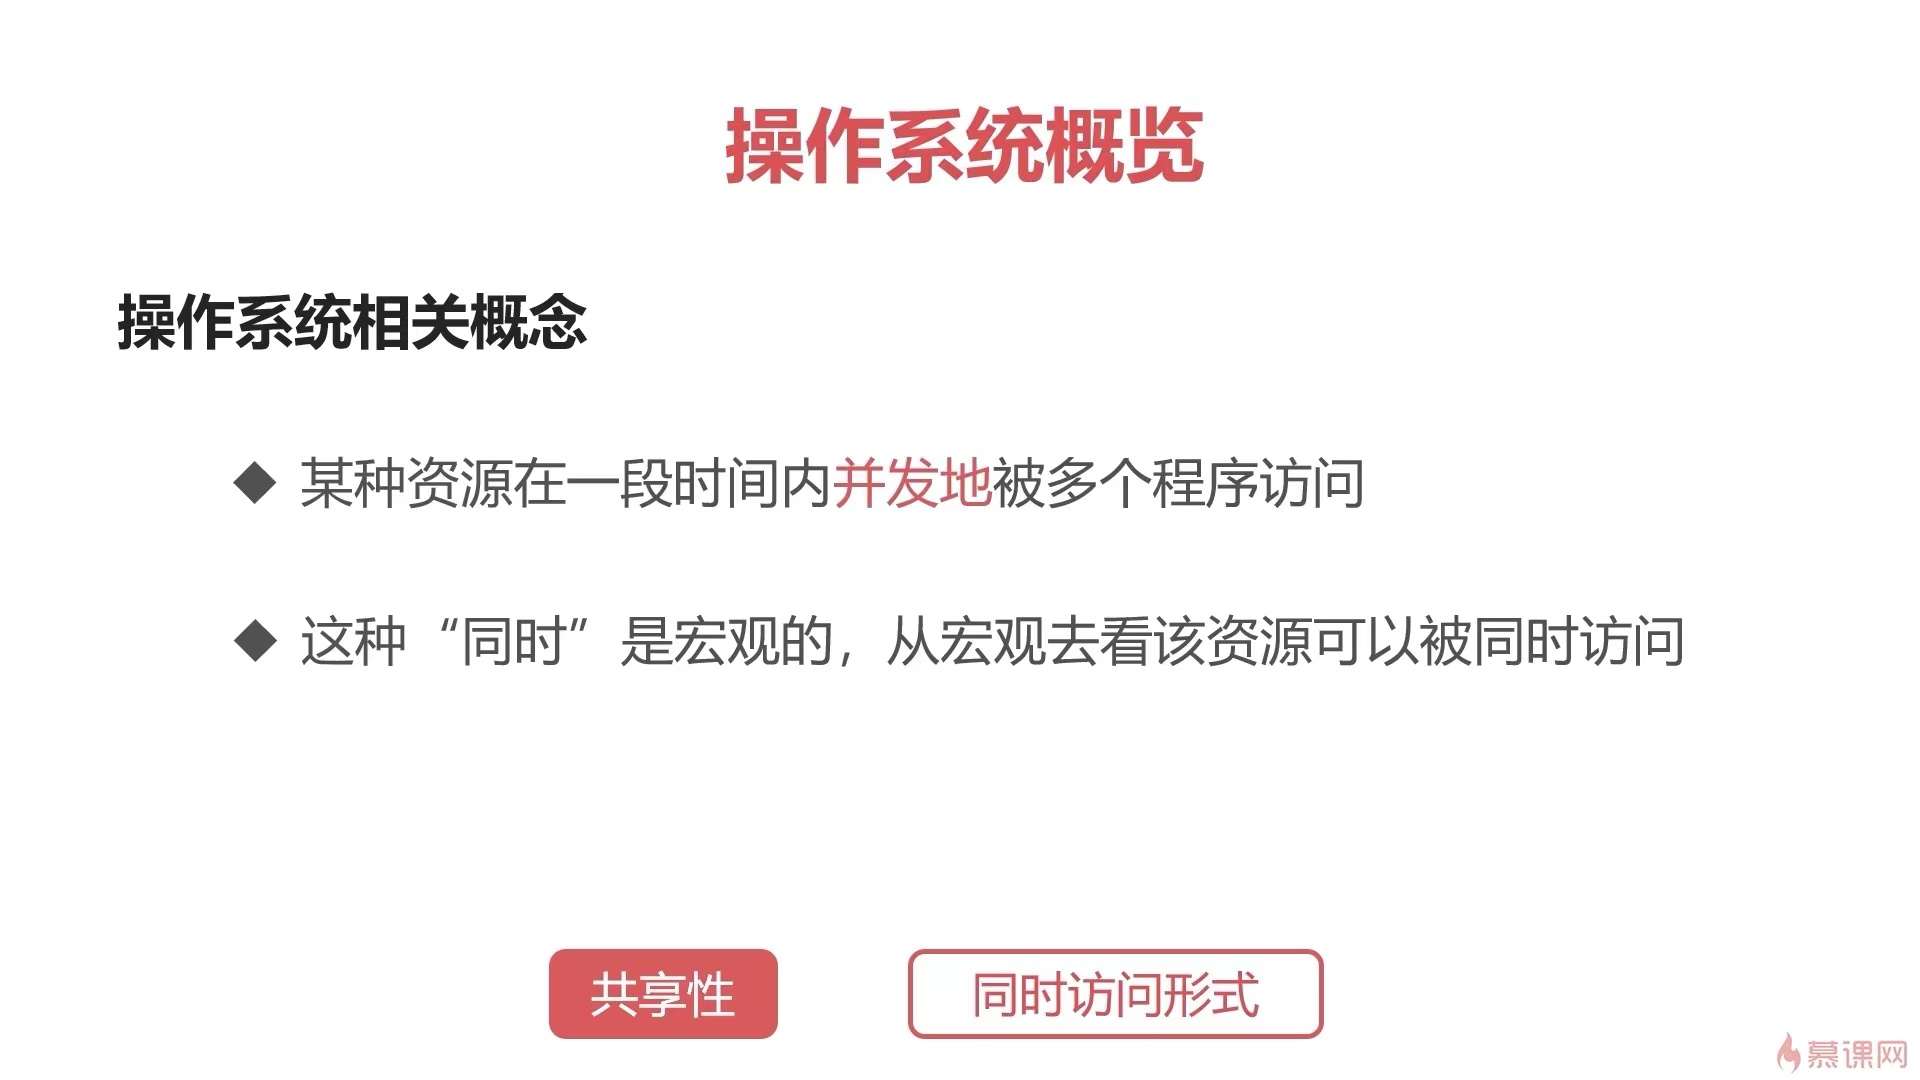 操作系统概览
操作系统相关概念
◆ 某种资源在一段时间内并发地被多个程序访问
◆ 这种“同时”是宏观的，从宏观去看该资源可以被同时访问
共享性
同时访问形式
慕课网